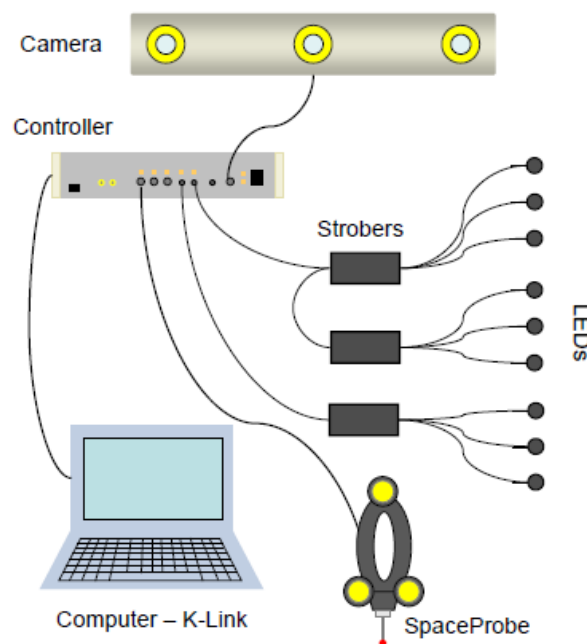 Camera
Controller
Strobers
LEDs
Computer – K-Link
SpaceProbe